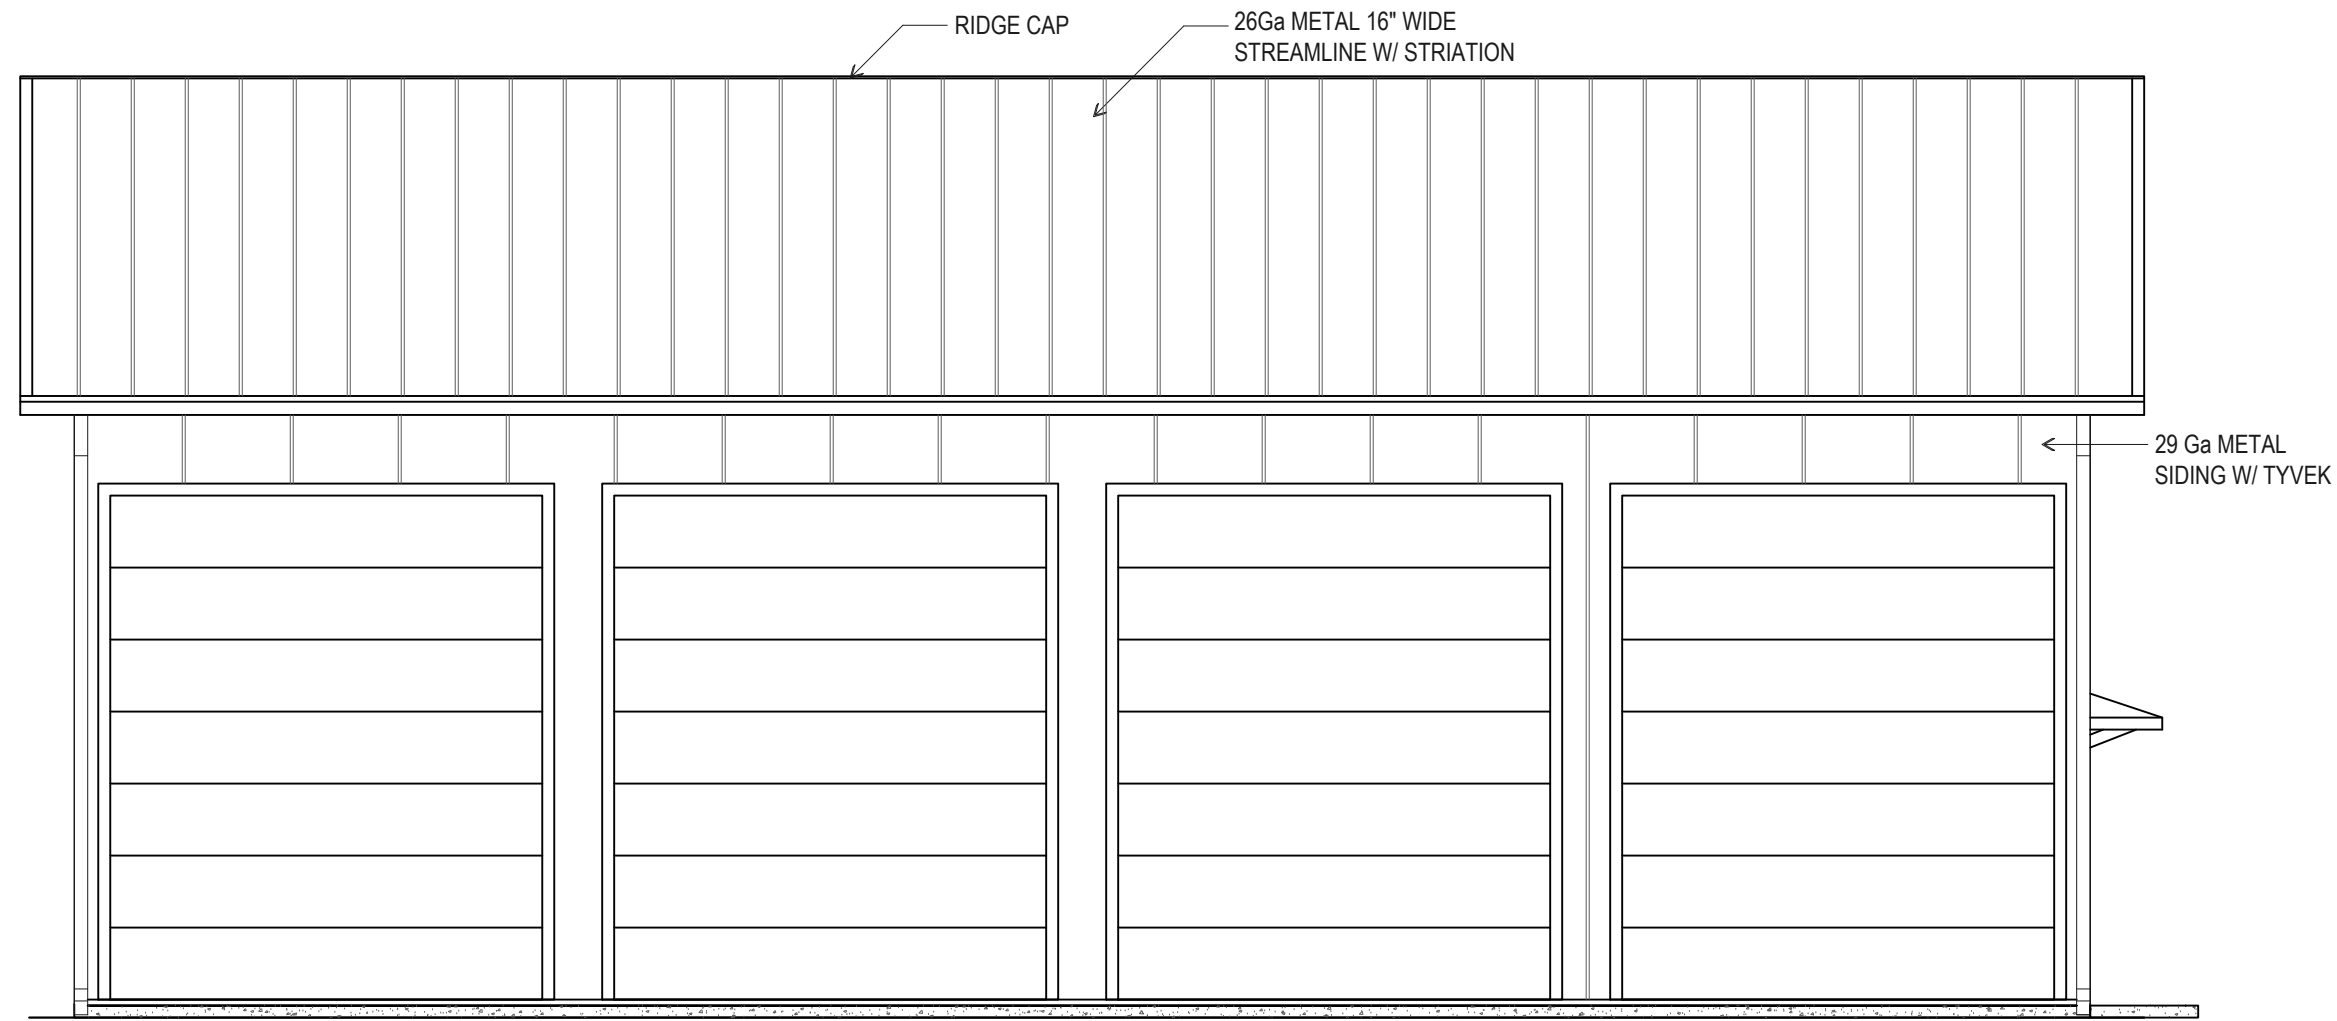 RIDGE CAP
26Ga METAL 16" WIDE
STREAMLINE W/ STRIATION
29 Ga METAL
SIDING W/ TYVEK